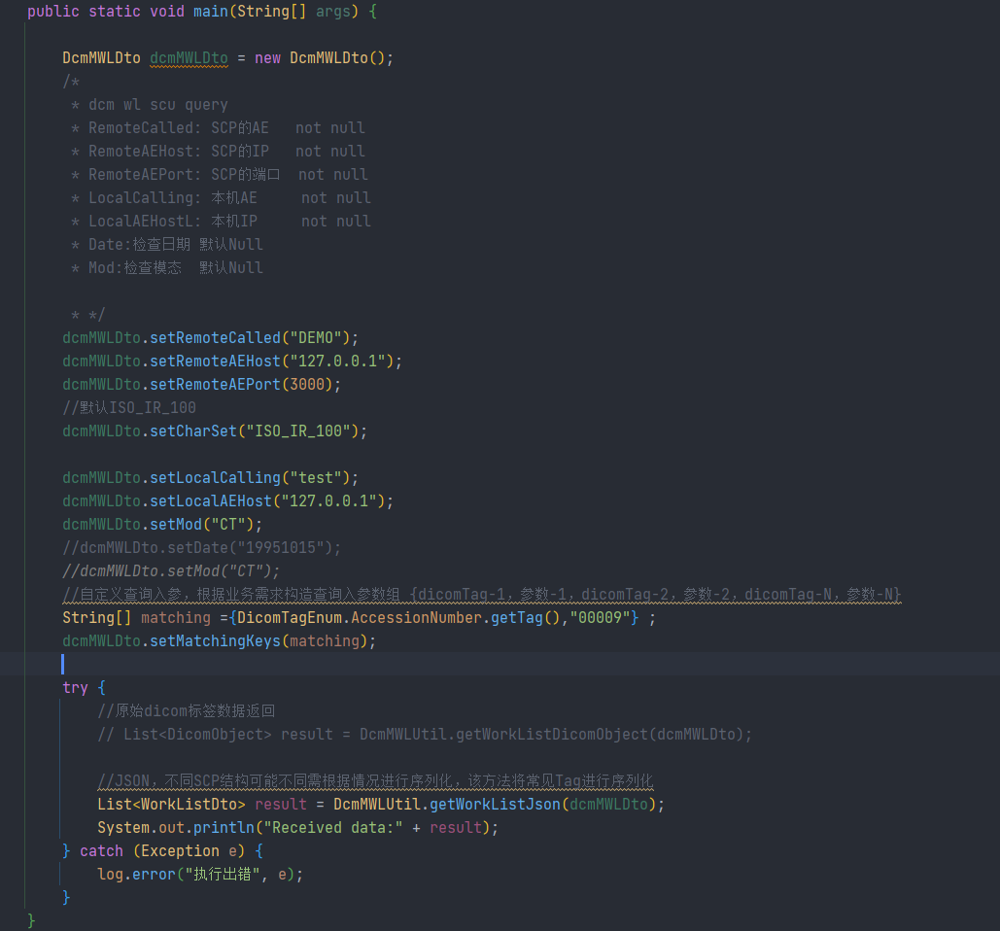 public static void main(String[] args) {
DcmMWLDto dcmMWLDto = new DcmMWLDto();
/*
* dcm wl scu query
* RemoteCalled: SCP的AE   not null
* RemoteAEHost: SCP的IP   not null
* RemoteAEPort: SCP的端口  not null
* LocalCalling: 本机AE     not null
* LocalAEHostL: 本机IP     not null
* Date:检查日期 默认Null
* Mod:检查模态  默认Null
* */
dcmMWLDto.setRemoteCalled("DEMO");
dcmMWLDto.setRemoteAEHost("127.0.0.1");
dcmMWLDto.setRemoteAEPort(3000);
//默认ISO_IR_100
dcmMWLDto.setCharSet("ISO_IR_100");
dcmMWLDto.setLocalCalling("test");
dcmMWLDto.setLocalAEHost("127.0.0.1");
dcmMWLDto.setMod("CT");
//dcmMWLDto.setDate("19951015");
//dcmMWLDto.setMod("CT");
//自定义查询入参，根据业务需求构造查询入参数组 {dicomTag-1，参数-1，dicomTag-2，参数-2，dicomTag-N，参数-N}
String[] matching ={DicomTagEnum.AccessionNumber.getTag(),"00009"} ;
dcmMWLDto.setMatchingKeys(matching);
try {
//原始dicom标签数据返回
// List<DicomObject> result = DcmMWLUtil.getWorkListDicomObject(dcmMWLDto);
//JSON，不同SCP结构可能不同需根据情况进行序列化，该方法将常见Tag进行序列化
List<WorkListDto> result = DcmMWLUtil.getWorkListJson(dcmMWLDto);
System.out.println("Received data:" + result);
} catch (Exception e) {
log.error("执行出错", e);
}
}